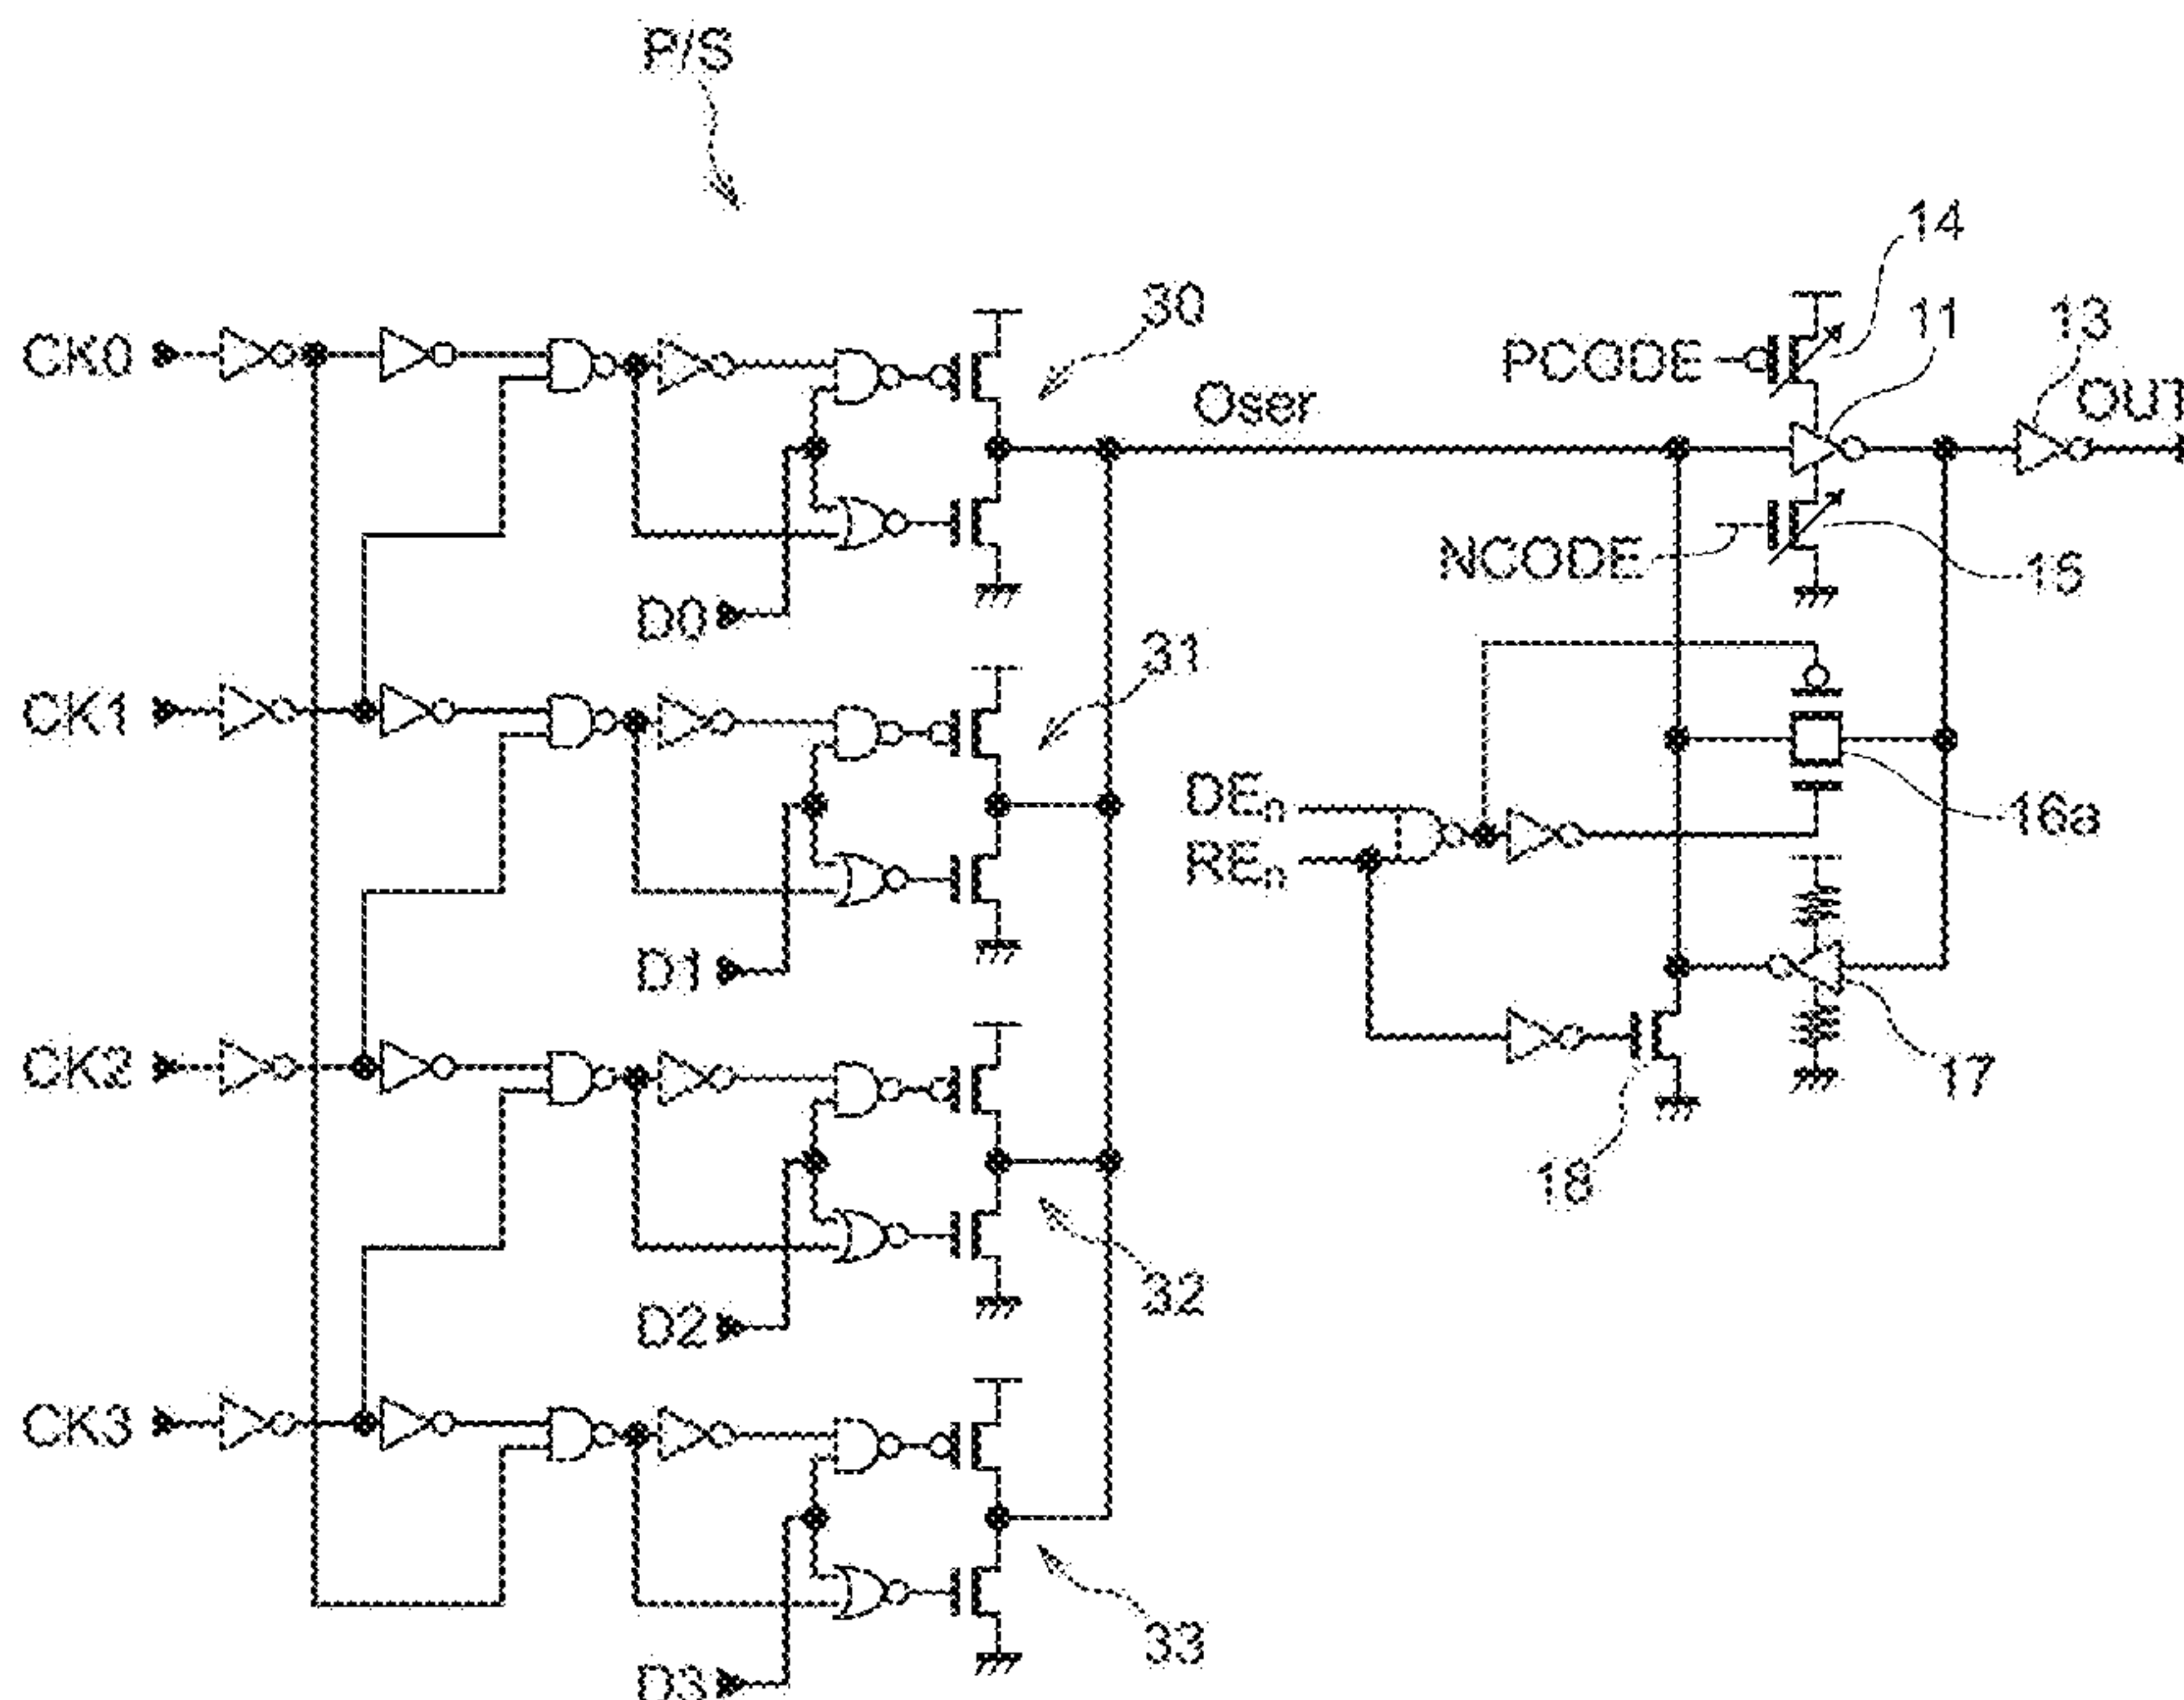 P/S
14
11
13
30
CK0
PCODE
OUT
Oser
NCODE
15
D0
31
CK1
DEn
16a
REn
D1
CK2
17
18
32
D2
CK3
33
D3